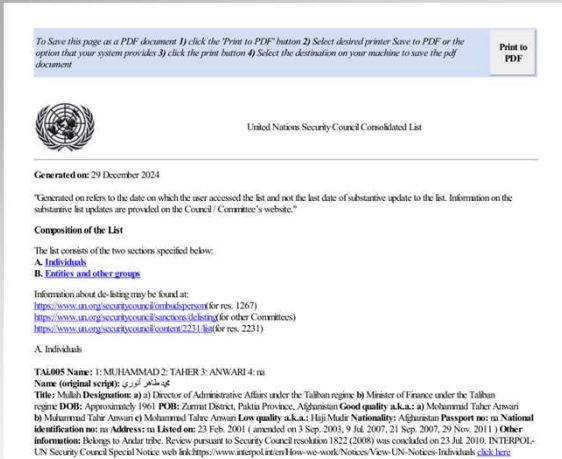 To Save this page as a PDF document 1) click the 'Print to PDF' button 2) Select desired printer Save to PDF or the
option that your system provides 3) click the print button 4) Select the destination on your machine to save the pdf
document
Print to
PDF
United Nations Security Council Consolidated List
Generated on: 29 December 2024
"Generated on refers to the date on which the user accessed the list and not the last date of substantive update to the list. Information on the
substantive list updates are provided on the Council / Committee's website."
Composition of the List
The list consists of the two sections specified below:
A. Individuals
B. Entities and other groups
Information about de-listing may be found at:
https://www.un.org/securitycouncil/ombudsperson(for res. 1267)
https://www.un.org/securitycouncil/sanctions/delisting(for other Committees)
https://www.un.org/securitycouncil/content/2231/list(for res. 2231)
A. Individuals
TAi.005 Name: 1: MUHAMMAD 2: TAHER 3: ANWARI 4: na
Name (original script): محمد طاهر أنوري
Title: Mullah Designation: a) a) Director of Administrative Affairs under the Taliban regime b) Minister of Finance under the Taliban
regime DOB: Approximately 1961 POB: Zurmat District, Paktia Province, Afghanistan Good quality a.k.a.: a) Mohammad Taher Anwari
b) Muhammad Tahir Anwari c) Mohammad Tahre Anwari Low quality a.k.a.: Haji Mudir Nationality: Afghanistan Passport no: na National
identification no: na Address: na Listed on: 23 Feb. 2001 ( amended on 3 Sep. 2003, 9 Jul. 2007, 21 Sep. 2007, 29 Nov. 2011 ) Other
information: Belongs to Andar tribe. Review pursuant to Security Council resolution 1822 (2008) was concluded on 23 Jul. 2010. INTERPOL-
UN Security Council Special Notice web link:https://www.interpol.int/en/How-we-work/Notices/View-UN-Notices-Individuals click here